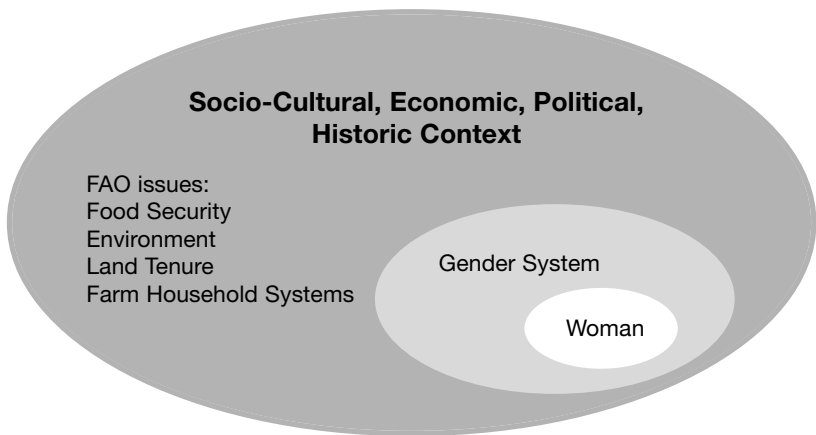 Socio-Cultural, Economic, Political,
Historic Context
FAO issues:
Food Security
Environment
Land Tenure
Farm Household Systems
Gender System
Woman